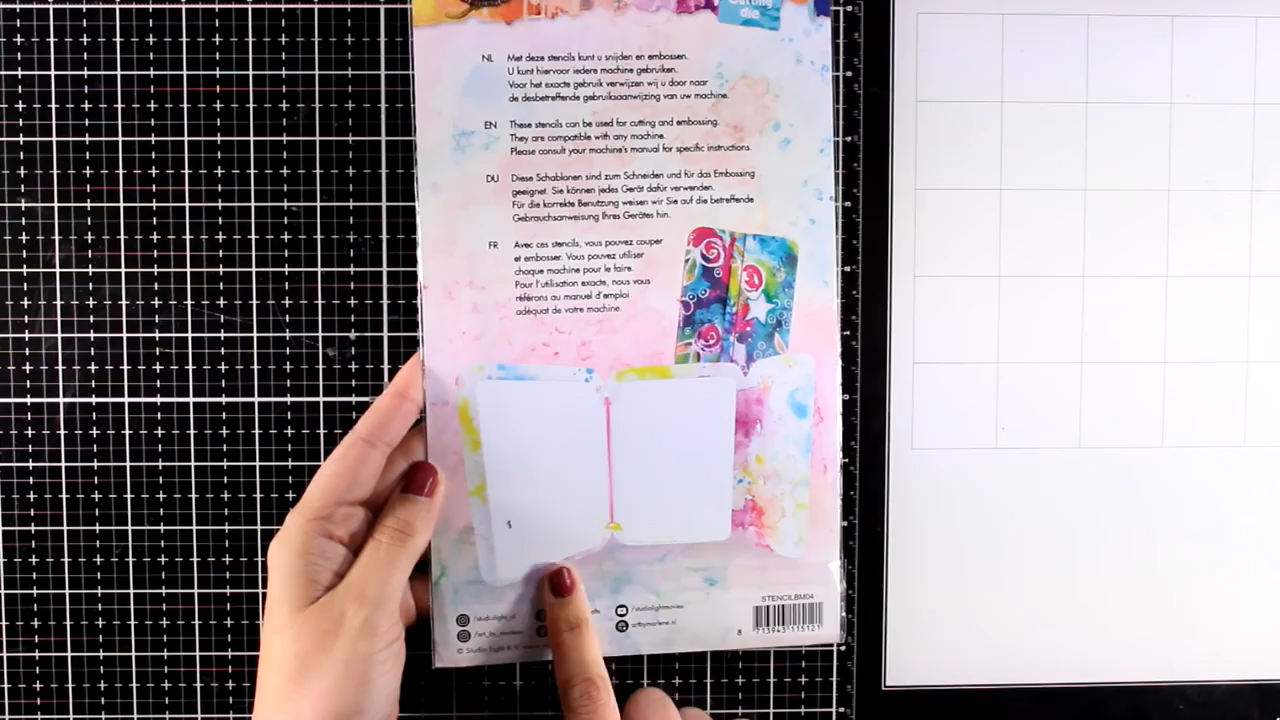 Cutting
die
NL Met deze stencils kunt u snijden en embossen.
U kunt hiervoor iedere machine gebruiken.
Voor het exacte gebruik verwijzen wij u door naar
de desbetreffende gebruiksaanwijzing van uw machine.
EN These stencils can be used for cutting and embossing.
They are compatible with any machine.
Please consult your machine's manual for specific instructions.
DU Diese Schablonen sind zum Schneiden und für das Embossing
geeignet. Sie können jedes Gerät dafür verwenden.
Für die korrekte Benutzung weisen wir Sie auf die betreffende
Gebrauchsanweisung Ihres Gerätes hin.
FR Avec ces stencils, vous pouvez couper
et embosser. Vous pouvez utiliser
chaque machine pour le faire.
Pour l'utilisation exacte, nous vous
référons au manuel d'emploi
adéquat de votre machine.
STENCILBM04
/studiolight_nl
/studiolightmovies
/art_by_marlene
artbymarlene.nl
8 713943 115121
© Studio Light B.V.